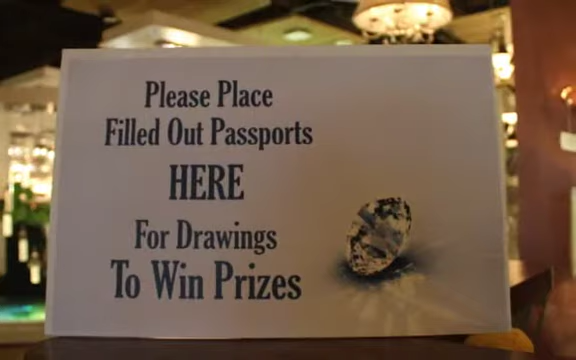 Please Place
Filled Out Passports
HERE
For Drawings
To Win Prizes